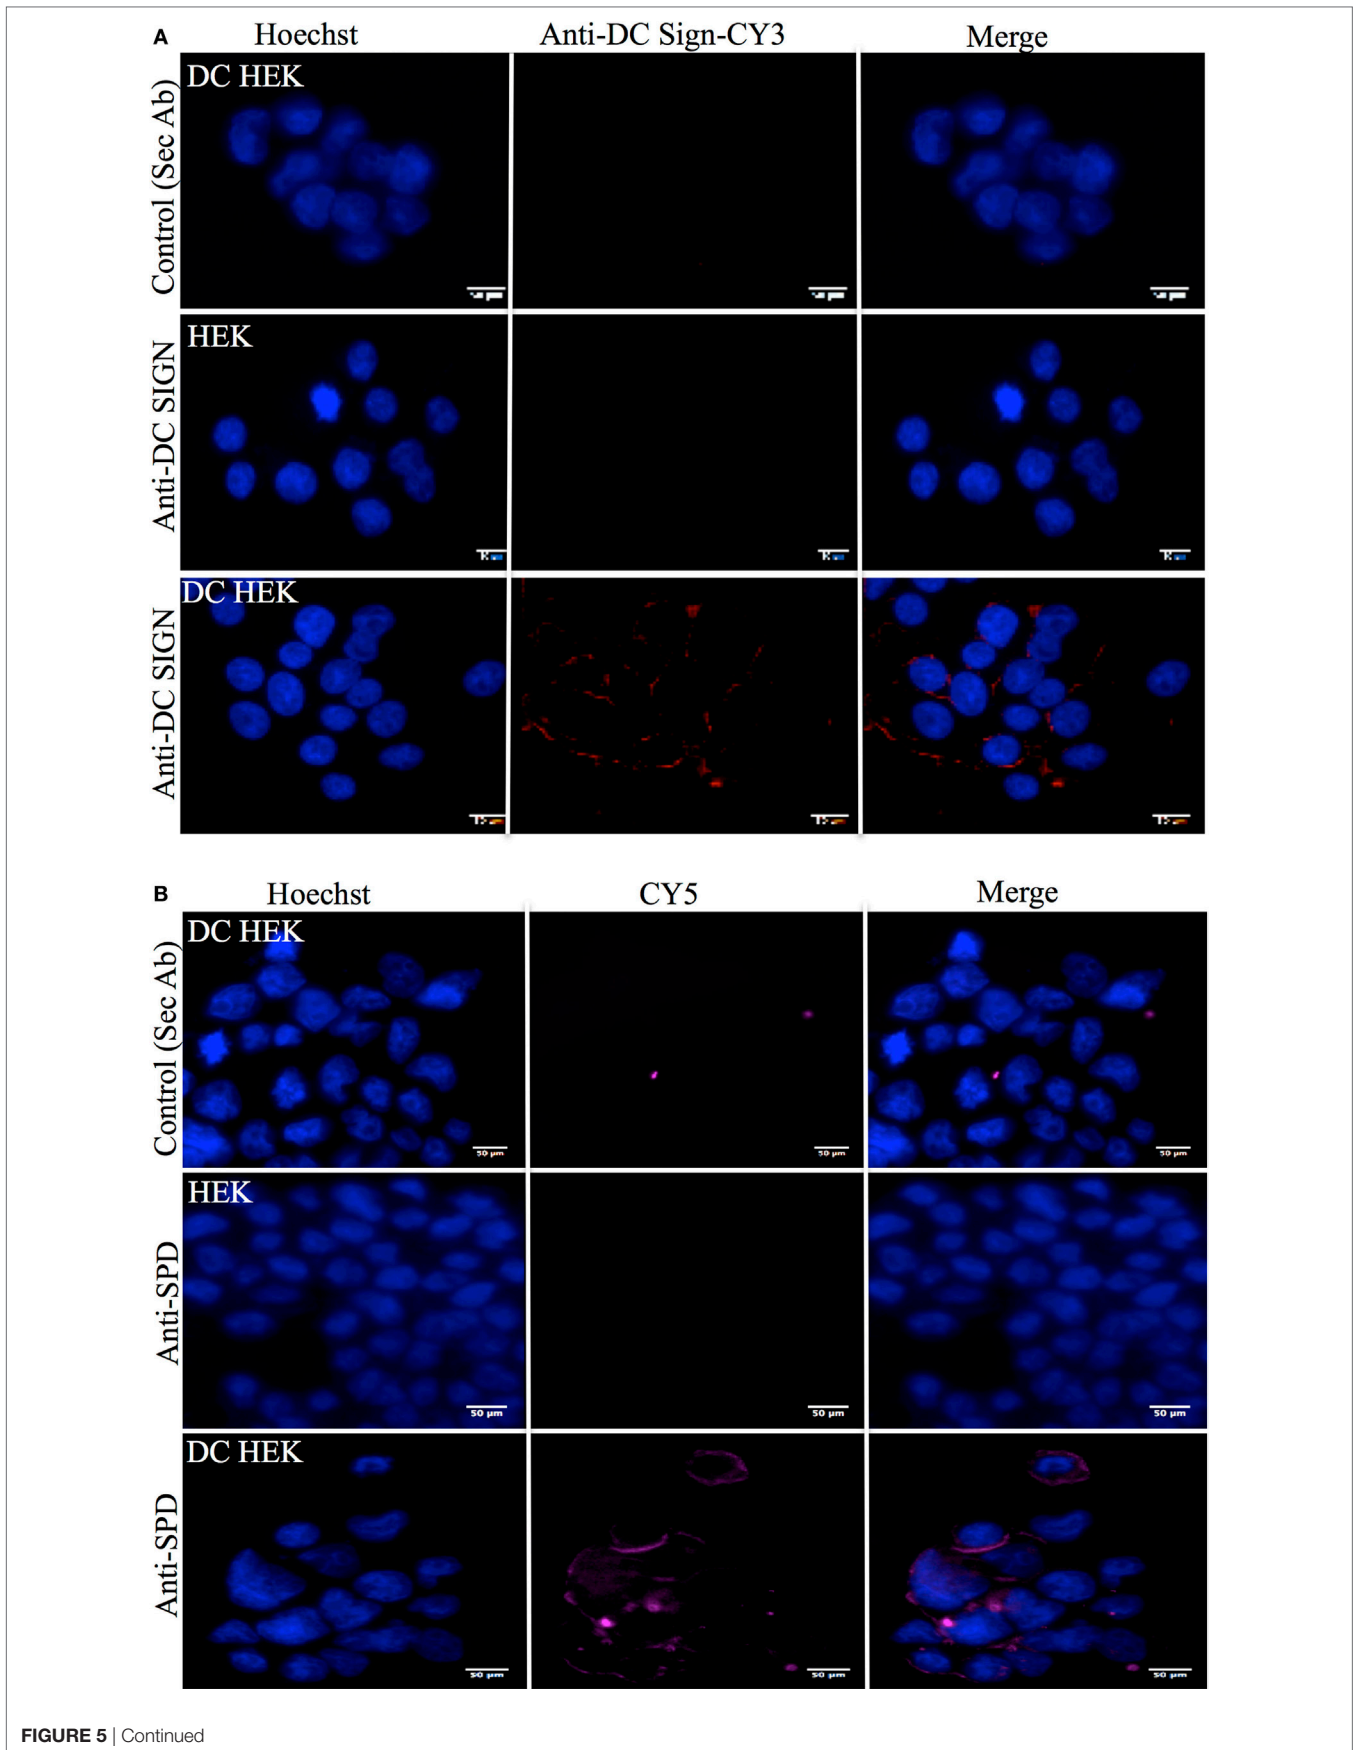 A Hoechst Anti-DC Sign-CY3 Merge
Control (Sec Ab)
DC HEK
Anti-DC SIGN
HEK
Anti-DC SIGN
DC HEK
B Hoechst CY5 Merge
Control (Sec Ab)
DC HEK
50 µm 50 µm 50 µm
Anti-SPD
HEK
50 µm 50 µm 50 µm
Anti-SPD
DC HEK
50 µm 50 µm 50 µm
FIGURE 5 | Continued